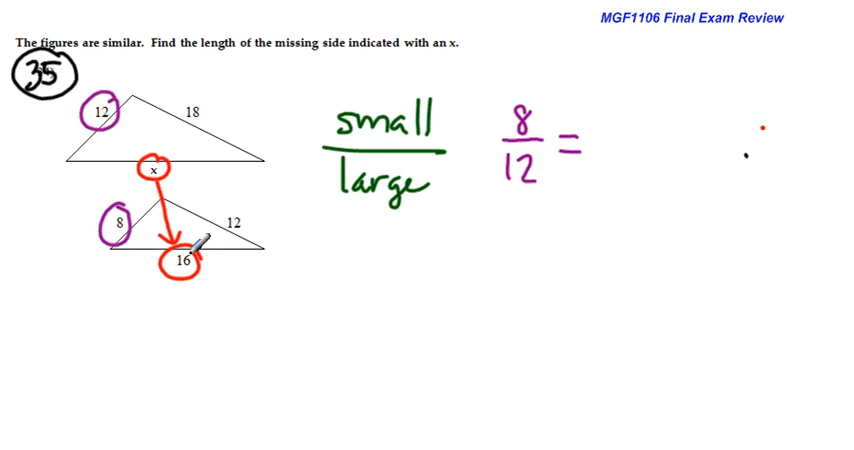 MGF1106 Final Exam Review
The figures are similar. Find the length of the missing side indicated with an x.
35
12
18
x
8
12
16
small
large
8
12
=